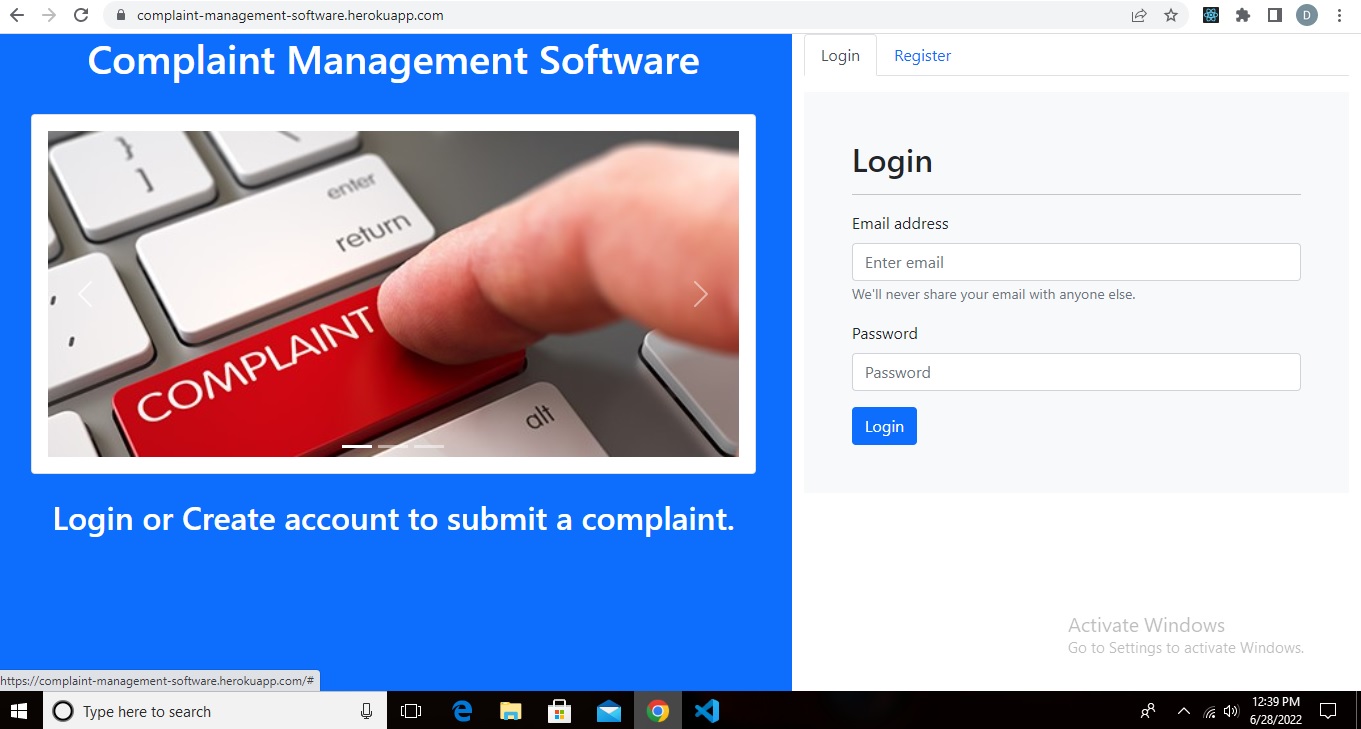 complaint-management-software.herokuapp.com
D
Complaint Management Software
}
]
\
enter
return
,
COMPLAINT
alt
Login or Create account to submit a complaint.
Login
Register
Login
Email address
Enter email
We'll never share your email with anyone else.
Password
Password
Login
Activate Windows
Go to Settings to activate Windows.
https://complaint-management-software.herokuapp.com/#
Type here to search
12:39 PM
6/28/2022